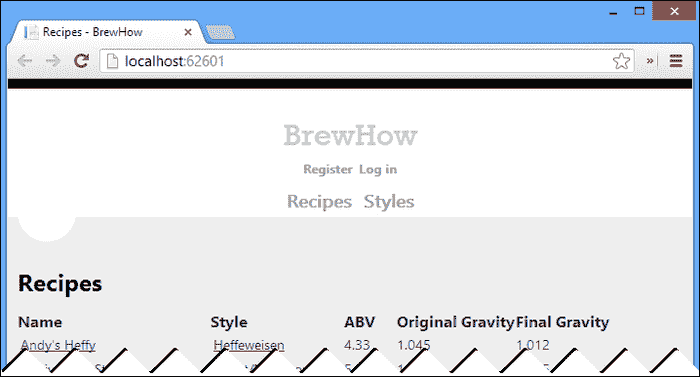 Recipes - BrewHow
localhost:62601
BrewHow
Register Log in
Recipes Styles
Recipes
Name Style ABV Original Gravity Final Gravity
Andy's Heffy Heffeweisen 4.33 1.045 1.012